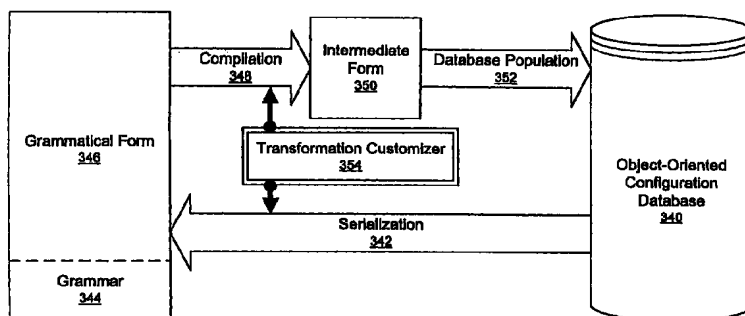 Compilation
348
Intermediate
Form
350
Database Population
352
Grammatical Form
346
Transformation Customizer
354
Object-Oriented
Configuration
Database
340
Serialization
342
Grammar
344